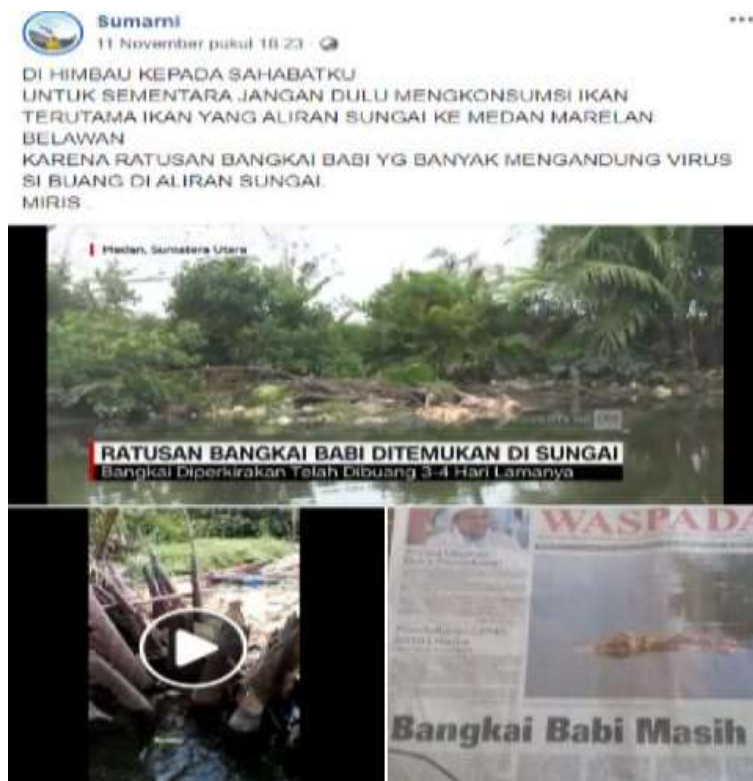 Sumarni
11 November pukul 18.23
DI HIMBAU KEPADA SAHABATKU
UNTUK SEMENTARA JANGAN DULU MENGKONSUMSI IKAN
TERUTAMA IKAN YANG ALIRAN SUNGAI KE MEDAN MARELAN
BELAWAN
KARENA RATUSAN BANGKAI BABI YG BANYAK MENGANDUNG VIRUS
SI BUANG DI ALIRAN SUNGAI.
MIRIS .
Medan, Sumatera Utara
RATUSAN BANGKAI BABI DITEMUKAN DI SUNGAI
Bangkai Diperkirakan Telah Dibuang 3-4 Hari Lamanya
WASPADA
Bangkai Babi Masih